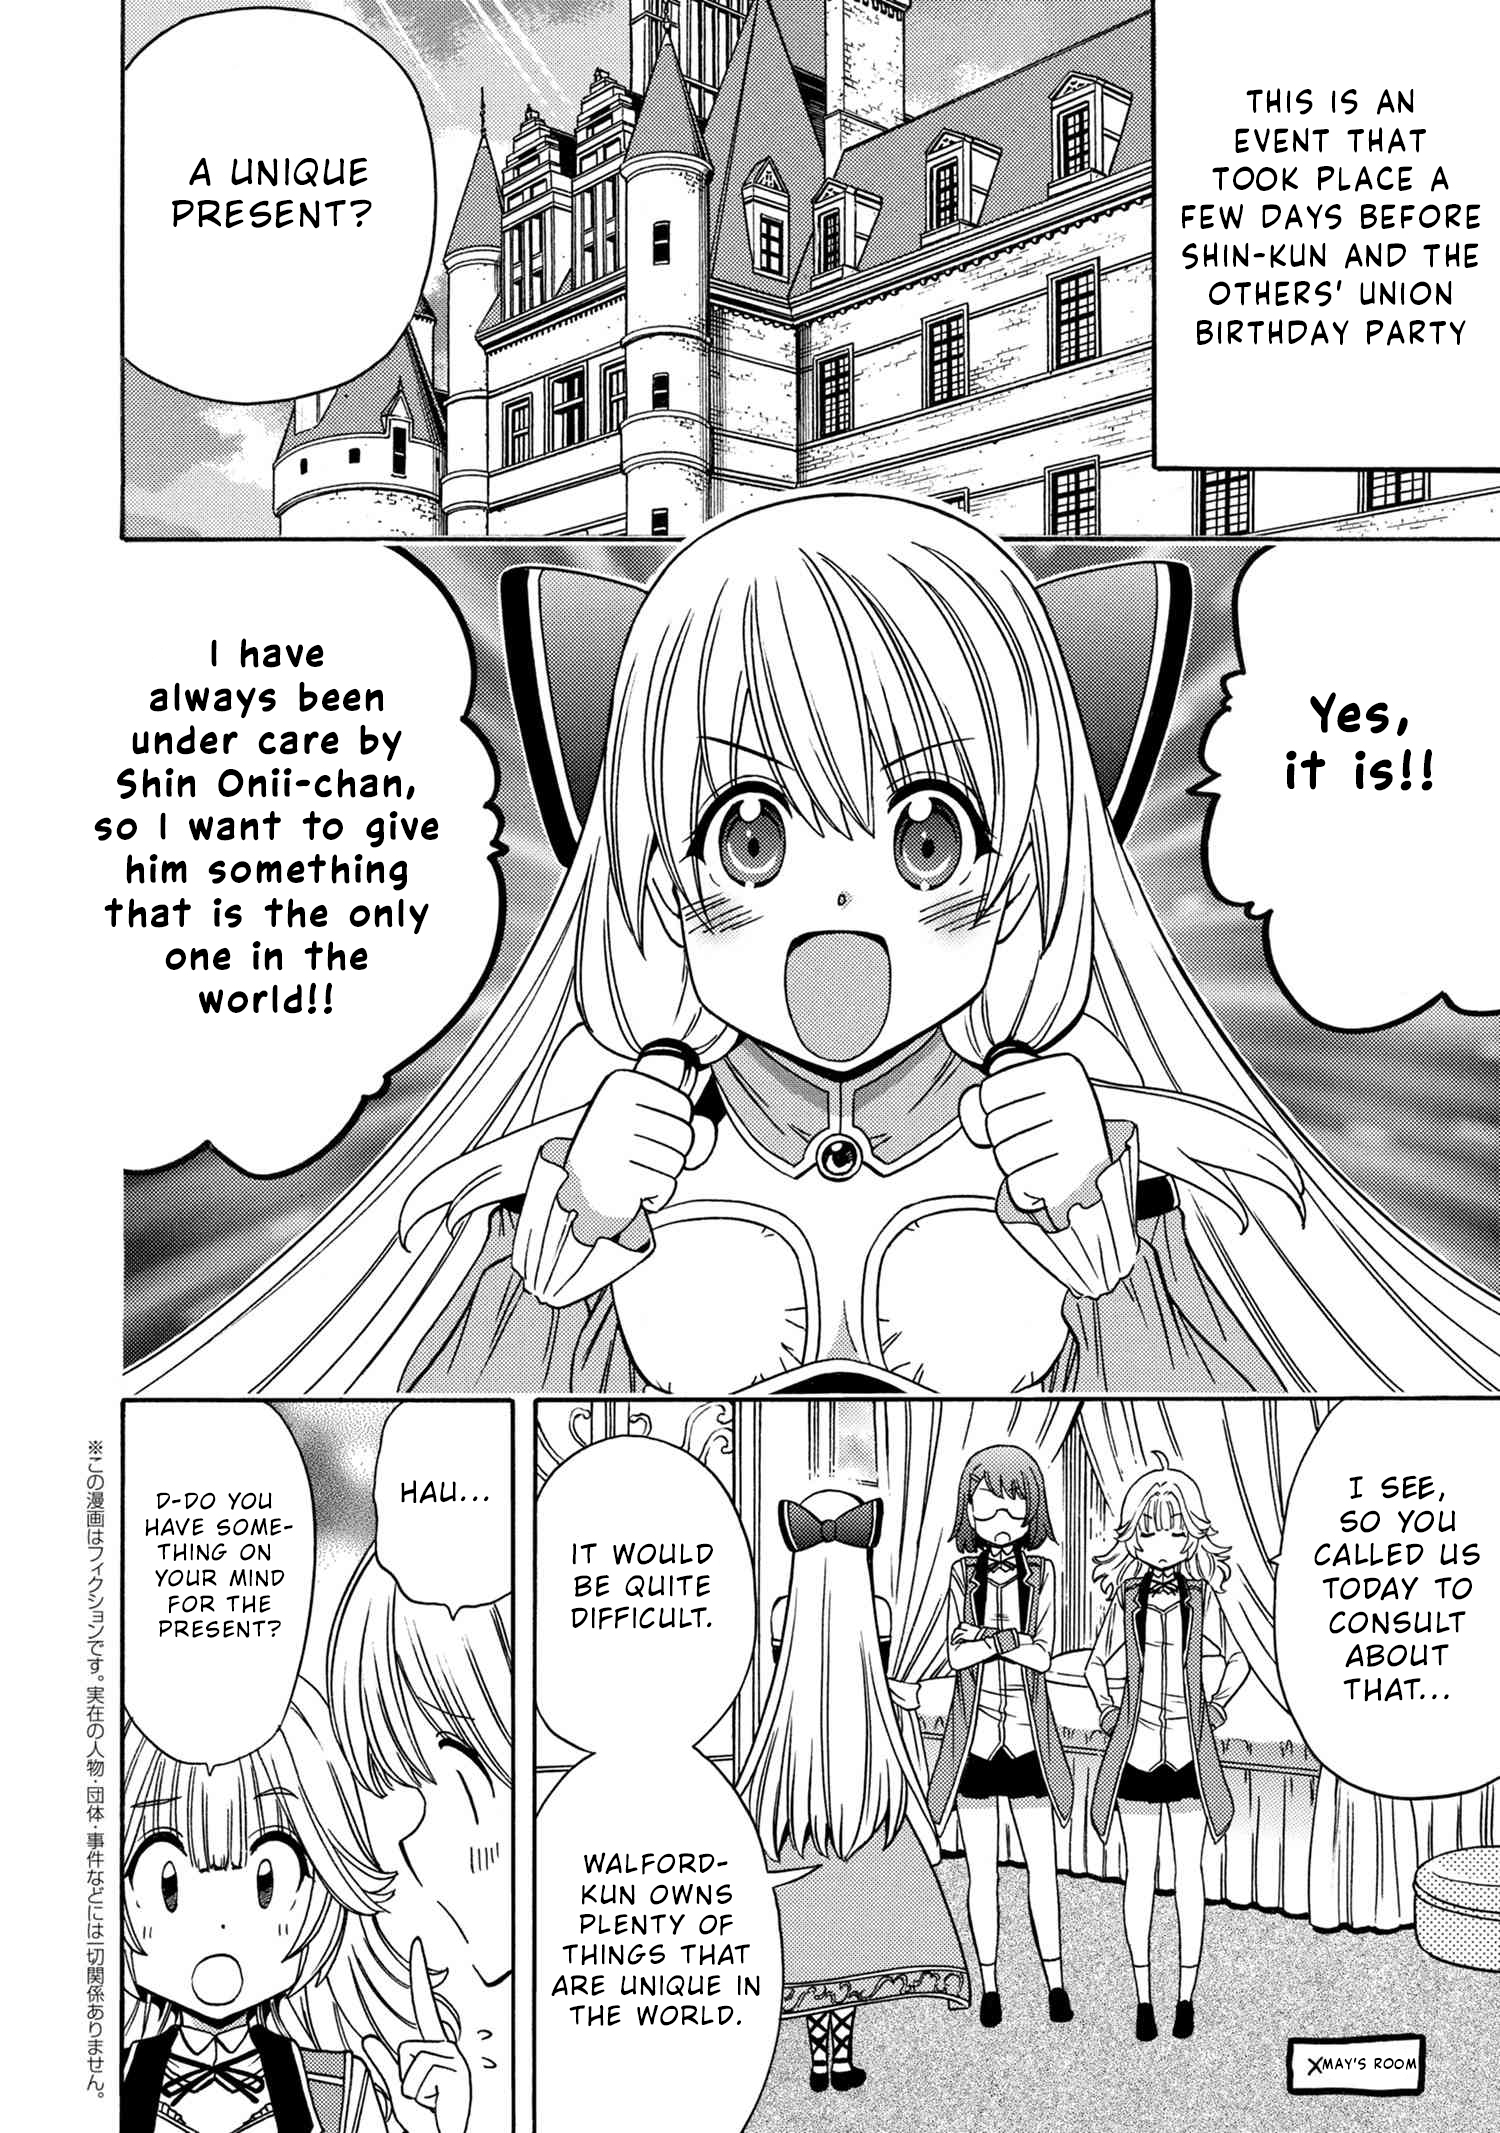 THIS IS AN
EVENT THAT
TOOK PLACE A
FEW DAYS BEFORE
SHIN-KUN AND THE
OTHERS' UNION
BIRTHDAY PARTY
A UNIQUE
PRESENT?
Yes,
it is!!
I have
always been
under care by
Shin Onii-chan,
so I want to give
him something
that is the only
one in the
world!!
I SEE,
SO YOU
CALLED US
TODAY TO
CONSULT
ABOUT
THAT...
XMAY'S ROOM
IT WOULD
BE QUITE
DIFFICULT.
WALFORD-
KUN OWNS
PLENTY OF
THINGS THAT
ARE UNIQUE IN
THE WORLD.
HAU...
D-DO YOU
HAVE SOME-
THING ON
YOUR MIND
FOR THE
PRESENT?
※この漫画はフィクションです。実在の人物・団体・事件などには一切関係ありません。